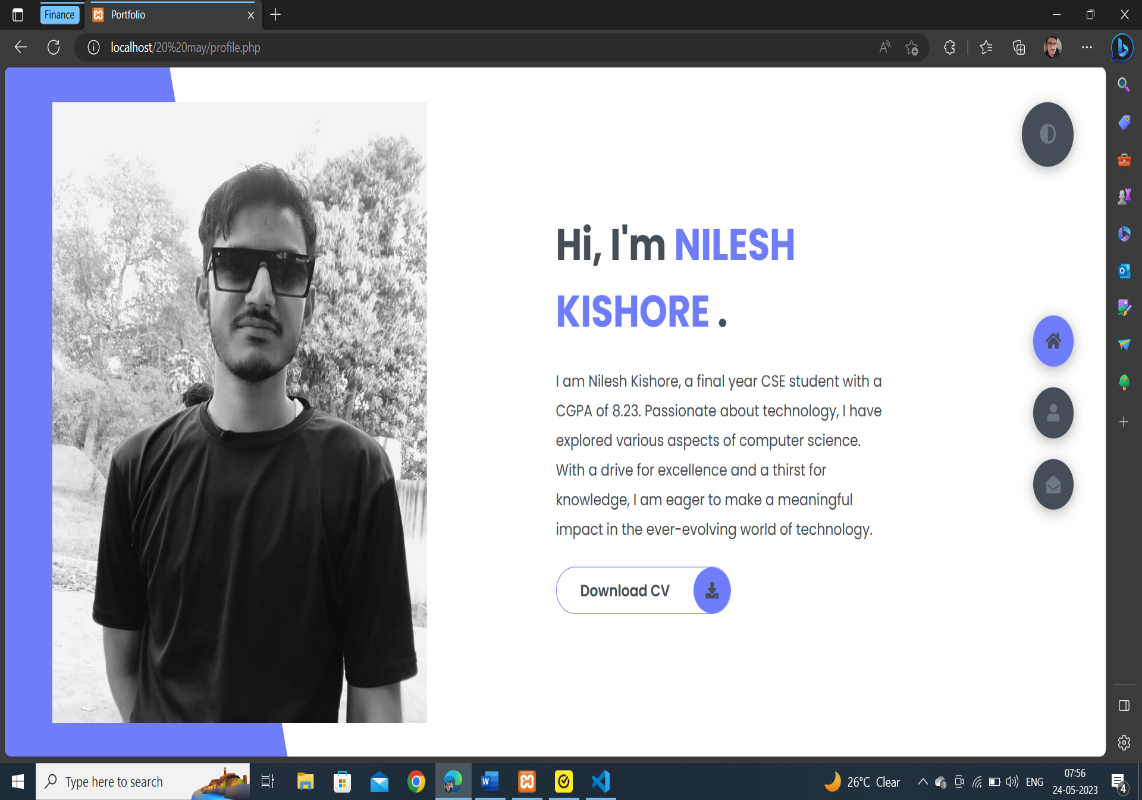 Finance
Portfolio
localhost/20%20may/profile.php
Hi, I'm NILESH
KISHORE .
I am Nilesh Kishore, a final year CSE student with a
CGPA of 8.23. Passionate about technology, I have
explored various aspects of computer science.
With a drive for excellence and a thirst for
knowledge, I am eager to make a meaningful
impact in the ever-evolving world of technology.
Download CV
Type here to search
26°C Clear
ENG
07:56
24-05-2023
4